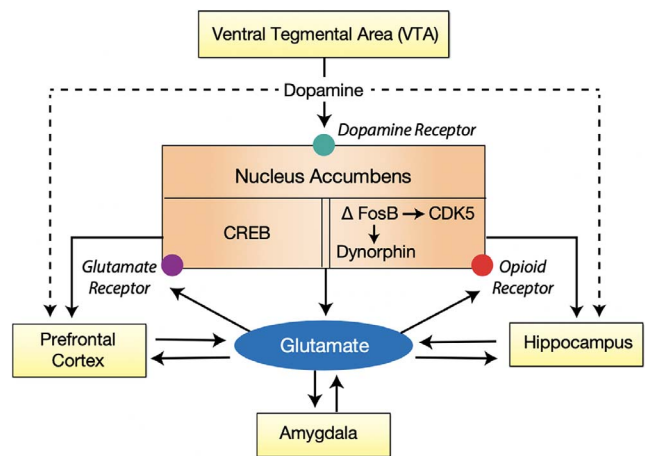 Ventral Tegmental Area (VTA)
Dopamine
Dopamine Receptor
Nucleus Accumbens
CREB
Δ FosB → CDK5
Dynorphin
Glutamate
Receptor
Opioid
Receptor
Prefrontal
Cortex
Glutamate
Hippocampus
Amygdala